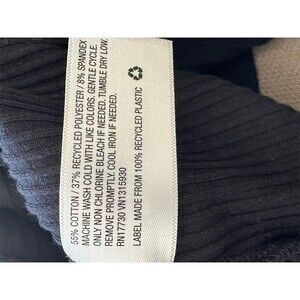 55% COTTON / 37% RECYCLED POLYESTER / 8% SPANDEX
MACHINE WASH COLD WITH LIKE COLORS. GENTLE CYCLE.
ONLY NON CHLORINE BLEACH IF NEEDED. TUMBLE DRY LOW.
REMOVE PROMPTLY. COOL IRON IF NEEDED.
RN17730 VN1315930
LABEL MADE FROM 100% RECYCLED PLASTIC